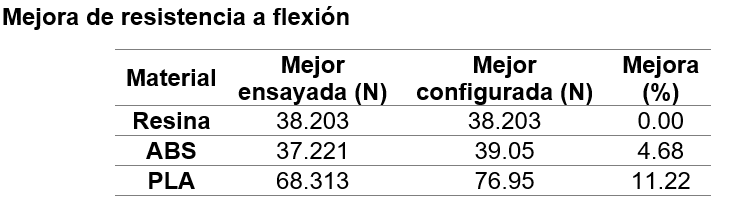 Mejora de resistencia a flexión
Material Mejor ensayada (N) Mejor configurada (N) Mejora (%)
Resina 38.203 38.203 0.00
ABS 37.221 39.05 4.68
PLA 68.313 76.95 11.22